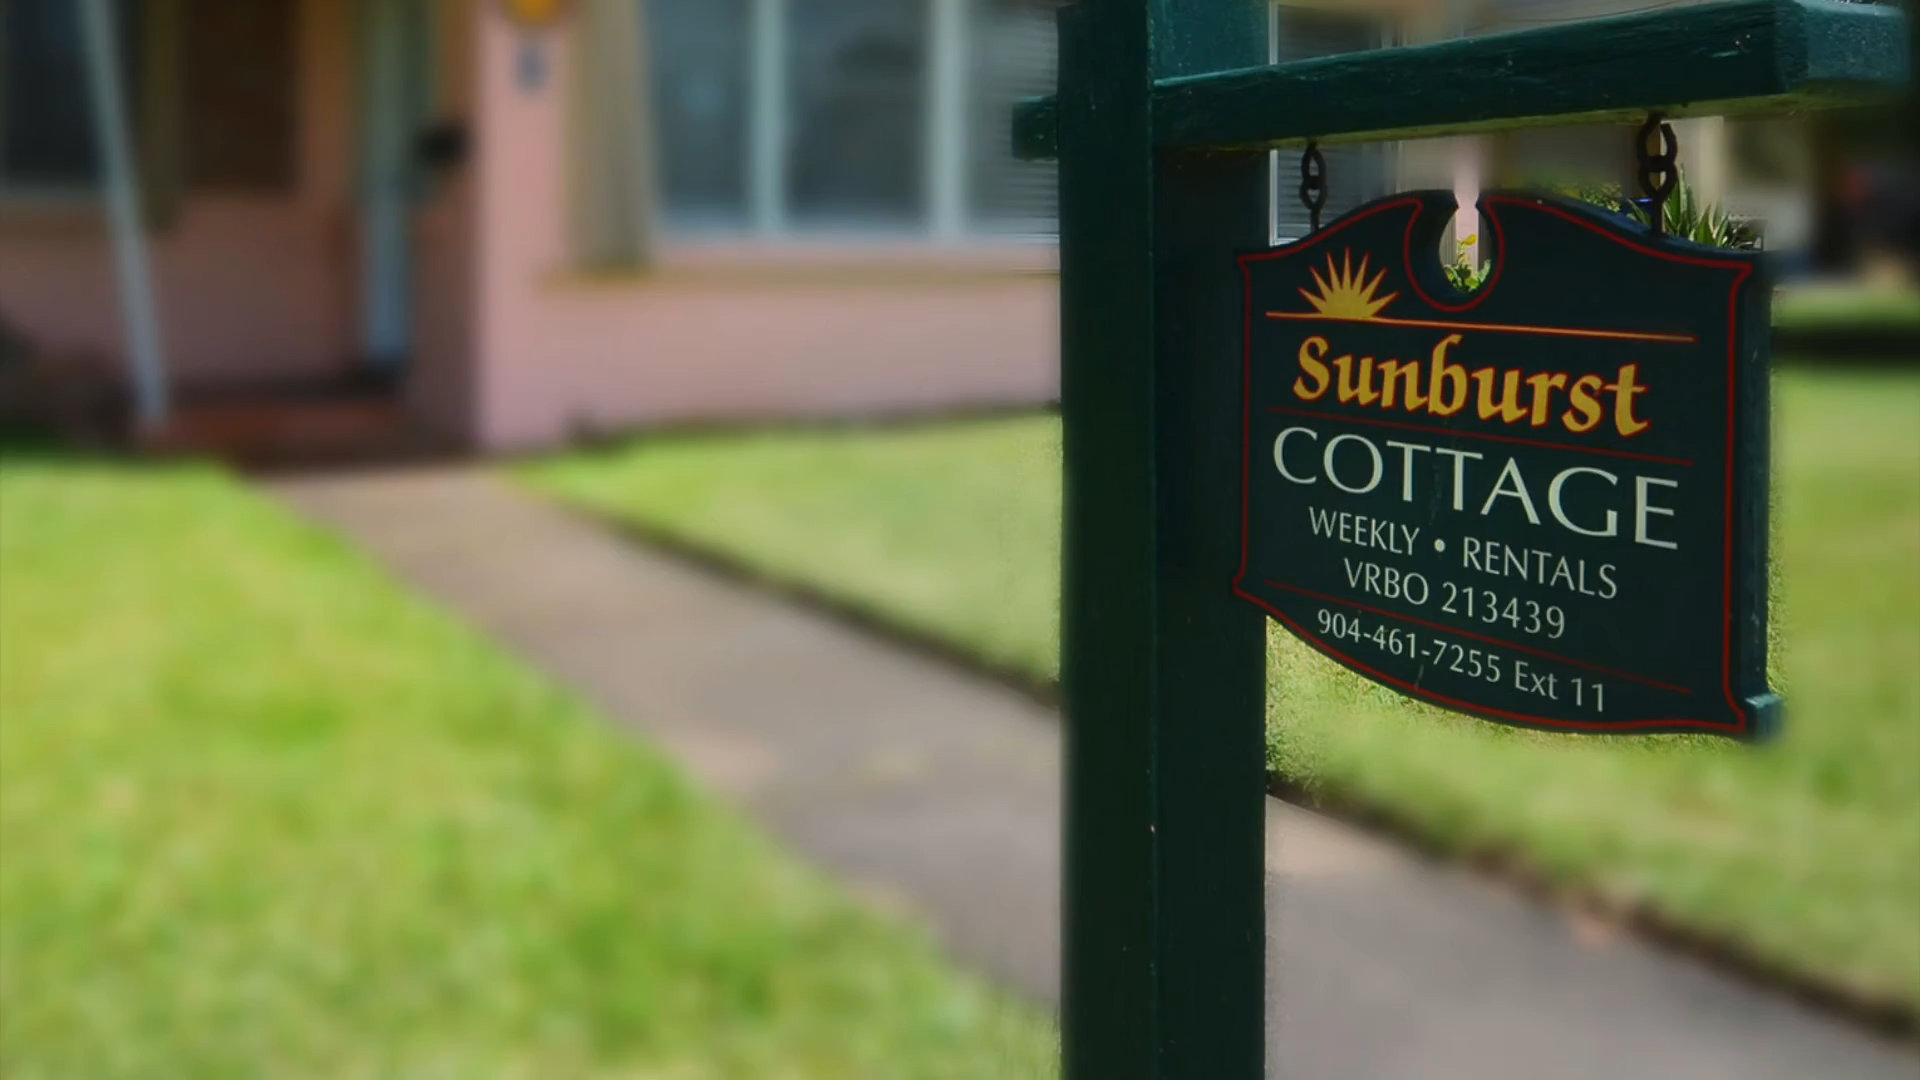 Sunburst
COTTAGE
WEEKLY • RENTALS
VRBO 213439
904-461-7255 Ext 11